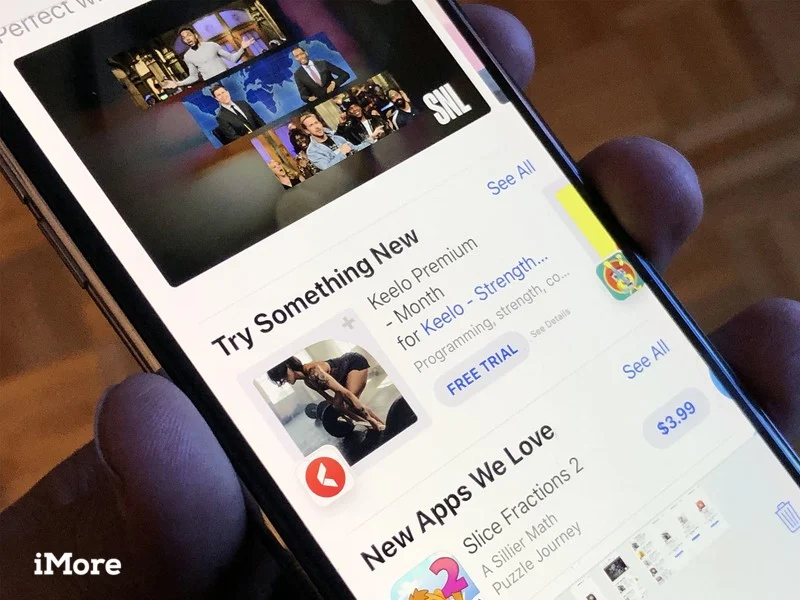 Perfect
SNL
See All
Try Something New
Keelo Premium
- Month
for Keelo - Strength...
Programming, strength, co...
FREE TRIAL
See Details
See All
New Apps We Love
$3.99
Slice Fractions 2
A Sillier Math
Puzzle Journey
2
iMore